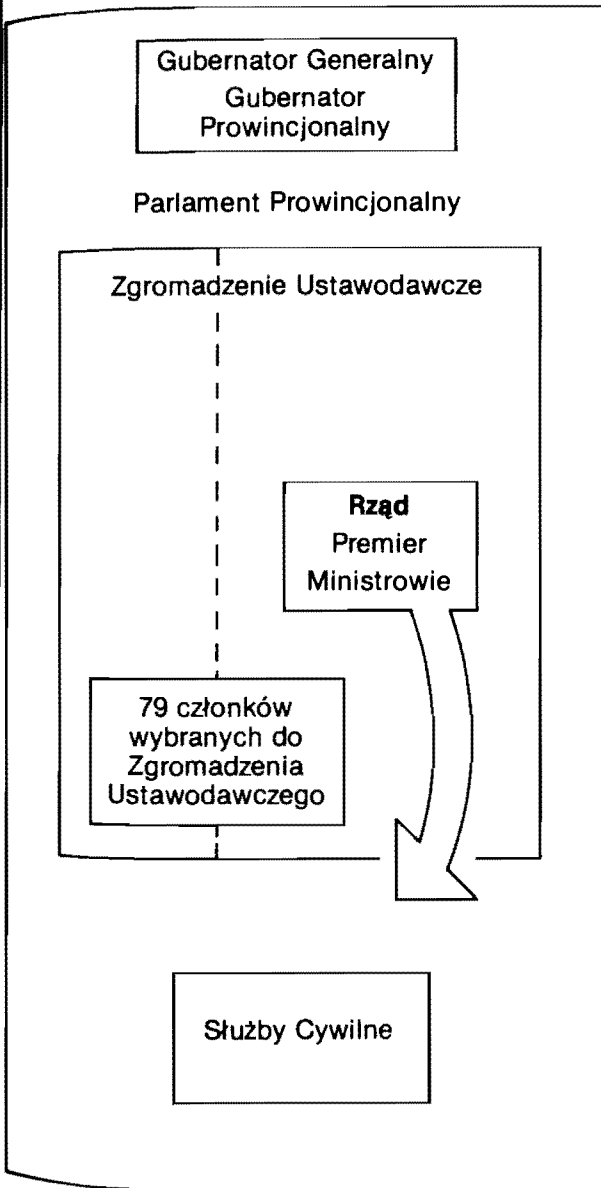 Gubernator Generalny
Gubernator
Prowincjonalny
Parlament Prowincjonalny
Zgromadzenie Ustawodawcze
Rząd
Premier
Ministrowie
79 członków
wybranych do
Zgromadzenia
Ustawodawczego
Służby Cywilne